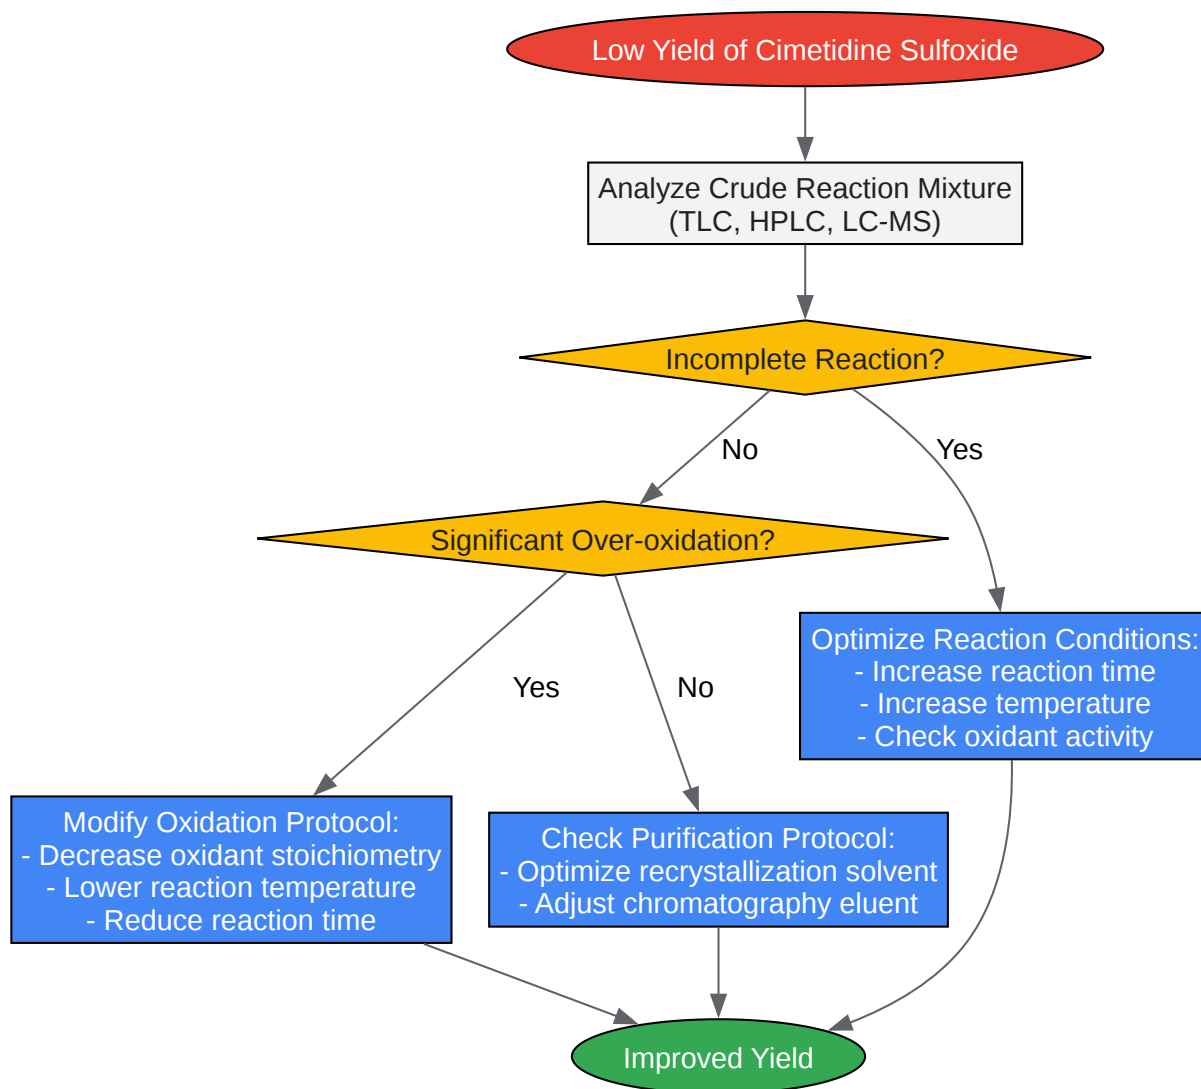 Low Yield of Cimetidine Sulfoxide
Analyze Crude Reaction Mixture
(TLC, HPLC, LC-MS)
Incomplete Reaction?
No
Yes
Significant Over-oxidation?
Yes
No
Optimize Reaction Conditions:
- Increase reaction time
- Increase temperature
- Check oxidant activity
Modify Oxidation Protocol:
- Decrease oxidant stoichiometry
- Lower reaction temperature
- Reduce reaction time
Check Purification Protocol:
- Optimize recrystallization solvent
- Adjust chromatography eluent
Improved Yield